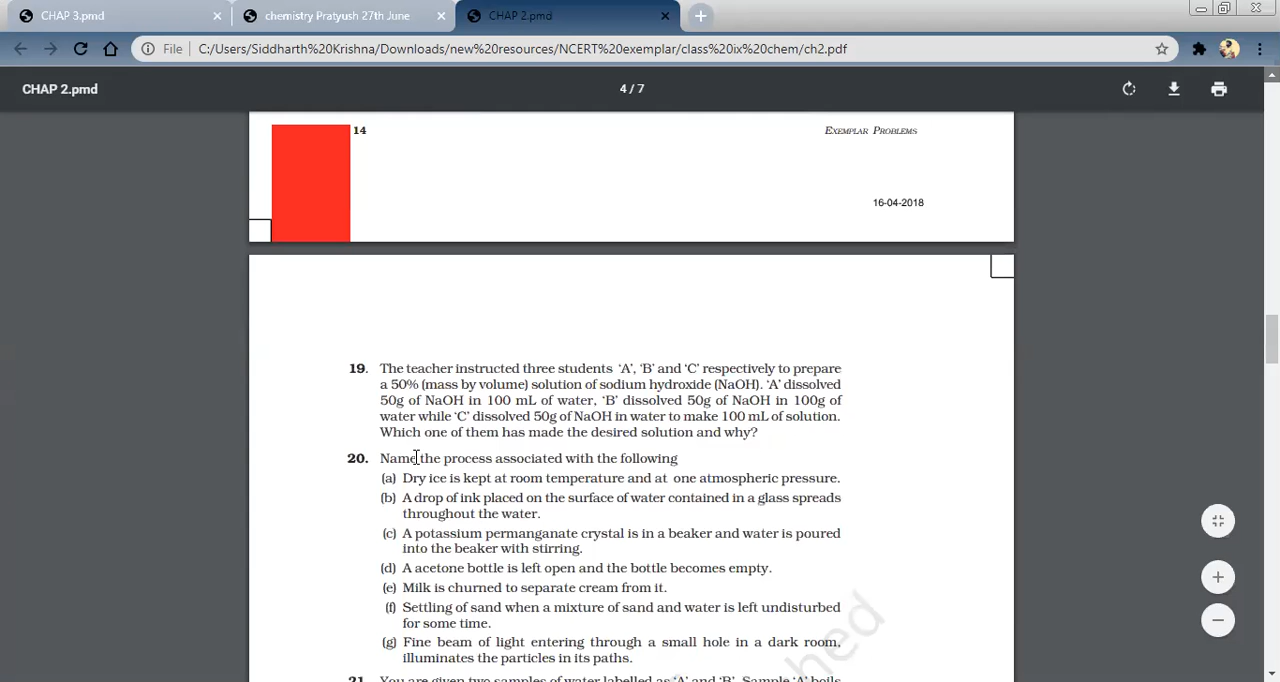 CHAP 3.pmd
chemistry Pratyush 27th June
CHAP 2.pmd
File
C:/Users/Siddharth%20Krishna/Downloads/new%20resources/NCERT%20exemplar/class%20ix%20chem/ch2.pdf
CHAP 2.pmd
4 / 7
14
EXEMPLAR PROBLEMS
16-04-2018
19. The teacher instructed three students ‘A’, ‘B’ and ‘C’ respectively to prepare
a 50% (mass by volume) solution of sodium hydroxide (NaOH). ‘A’ dissolved
50g of NaOH in 100 mL of water, ‘B’ dissolved 50g of NaOH in 100g of
water while ‘C’ dissolved 50g of NaOH in water to make 100 mL of solution.
Which one of them has made the desired solution and why?
20. Name the process associated with the following
(a) Dry ice is kept at room temperature and at one atmospheric pressure.
(b) A drop of ink placed on the surface of water contained in a glass spreads
throughout the water.
(c) A potassium permanganate crystal is in a beaker and water is poured
into the beaker with stirring.
(d) A acetone bottle is left open and the bottle becomes empty.
(e) Milk is churned to separate cream from it.
(f) Settling of sand when a mixture of sand and water is left undisturbed
for some time.
(g) Fine beam of light entering through a small hole in a dark room,
illuminates the particles in its paths.
21. You are given two samples of water labelled as ‘A’ and ‘B’. Sample ‘A’ boils
hed